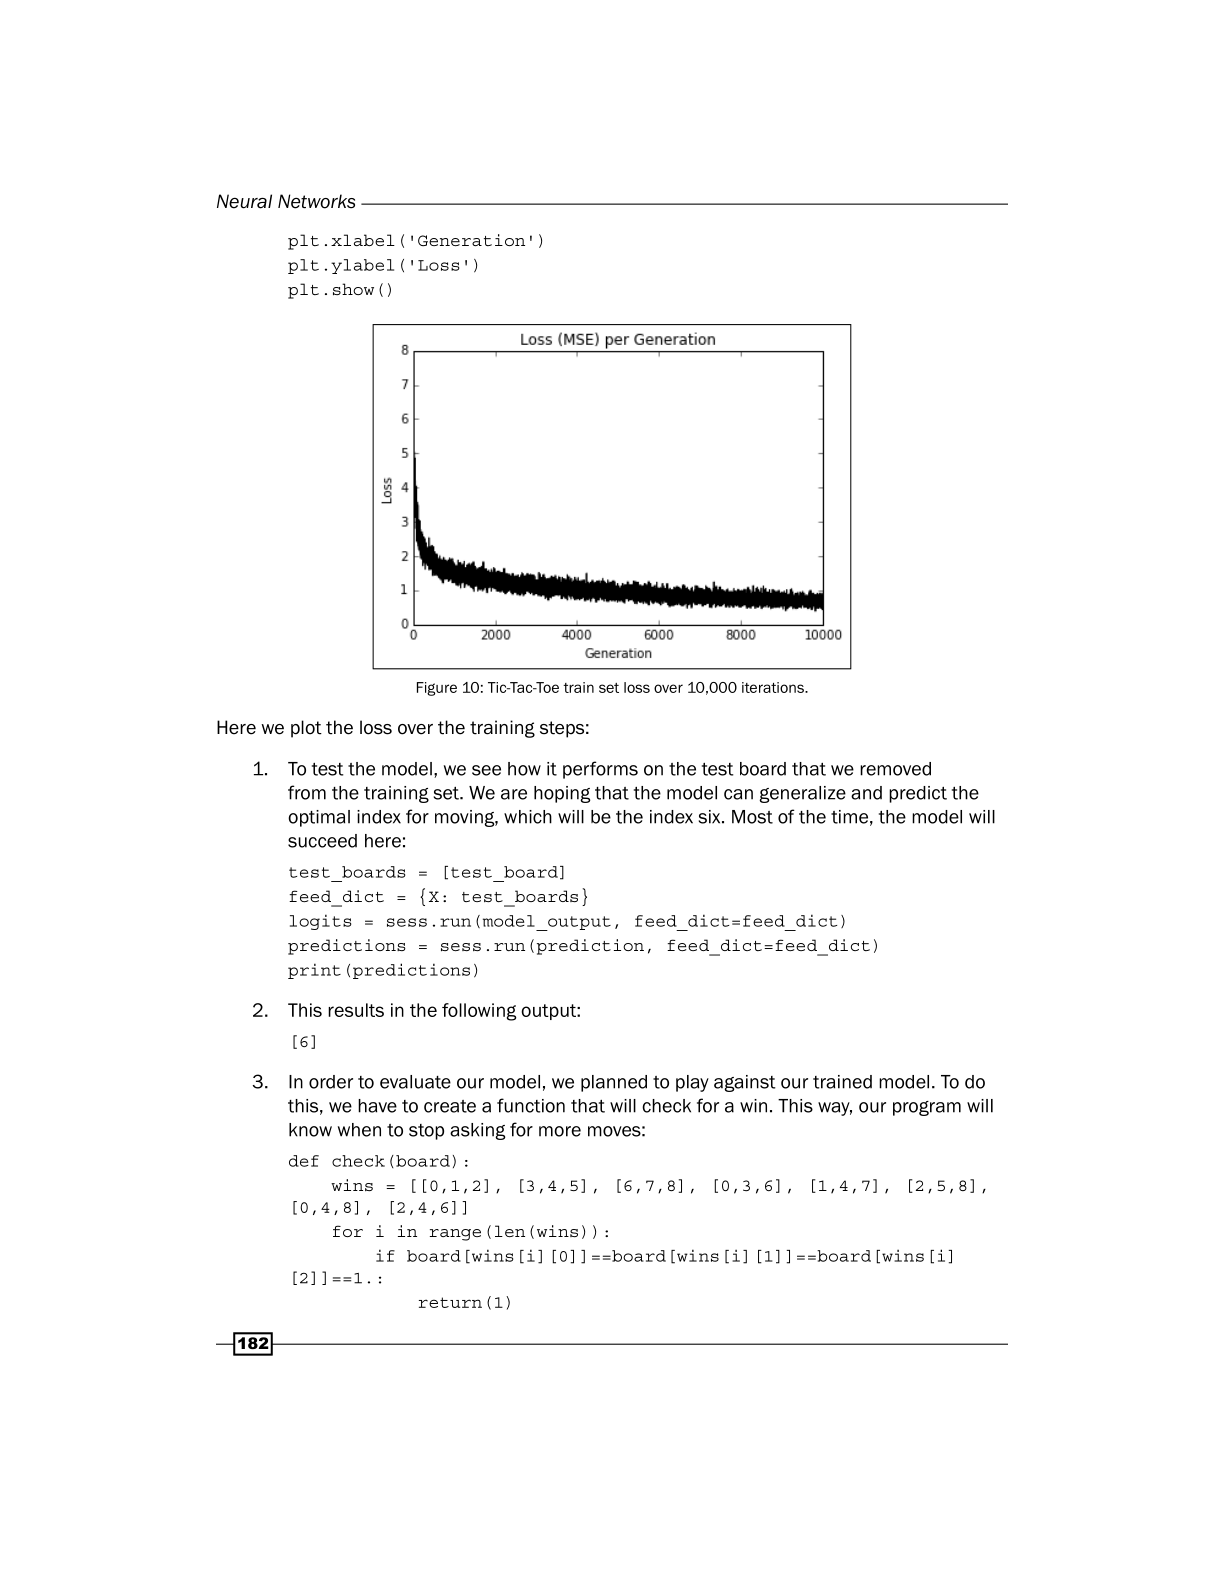 Neural Networks
plt.xlabel('Generation')
plt.ylabel('Loss')
plt.show()
Loss (MSE) per Generation
8
7
6
5
4
3
2
1
0
Loss
0 2000 4000 6000 8000 10000
Generation
Figure 10: Tic-Tac-Toe train set loss over 10,000 iterations.
Here we plot the loss over the training steps:
1. To test the model, we see how it performs on the test board that we removed
from the training set. We are hoping that the model can generalize and predict the
optimal index for moving, which will be the index six. Most of the time, the model will
succeed here:
test_boards = [test_board]
feed_dict = {X: test_boards}
logits = sess.run(model_output, feed_dict=feed_dict)
predictions = sess.run(prediction, feed_dict=feed_dict)
print(predictions)
2. This results in the following output:
[6]
3. In order to evaluate our model, we planned to play against our trained model. To do
this, we have to create a function that will check for a win. This way, our program will
know when to stop asking for more moves:
def check(board):
    wins = [[0,1,2], [3,4,5], [6,7,8], [0,3,6], [1,4,7], [2,5,8],
[0,4,8], [2,4,6]]
    for i in range(len(wins)):
        if board[wins[i][0]]==board[wins[i][1]]==board[wins[i]
[2]]==1.:
            return(1)
182